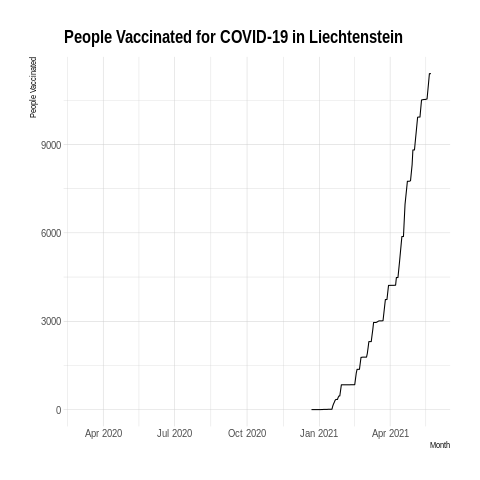 People Vaccinated for COVID-19 in Liechtenstein
People Vaccinated
9000
6000
3000
0
Apr 2020 Jul 2020 Oct 2020 Jan 2021 Apr 2021
Month